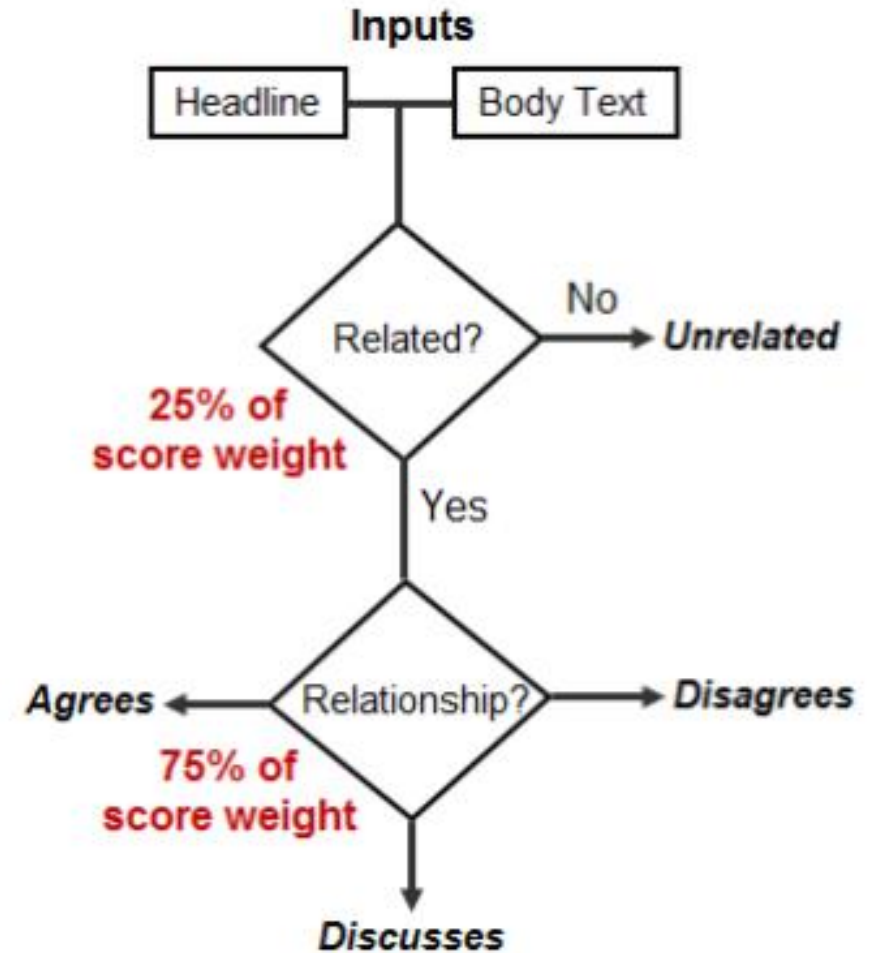 Inputs
Headline
Body Text
Related?
No
Unrelated
25% of
score weight
Yes
Agrees
Relationship?
Disagrees
75% of
score weight
Discusses